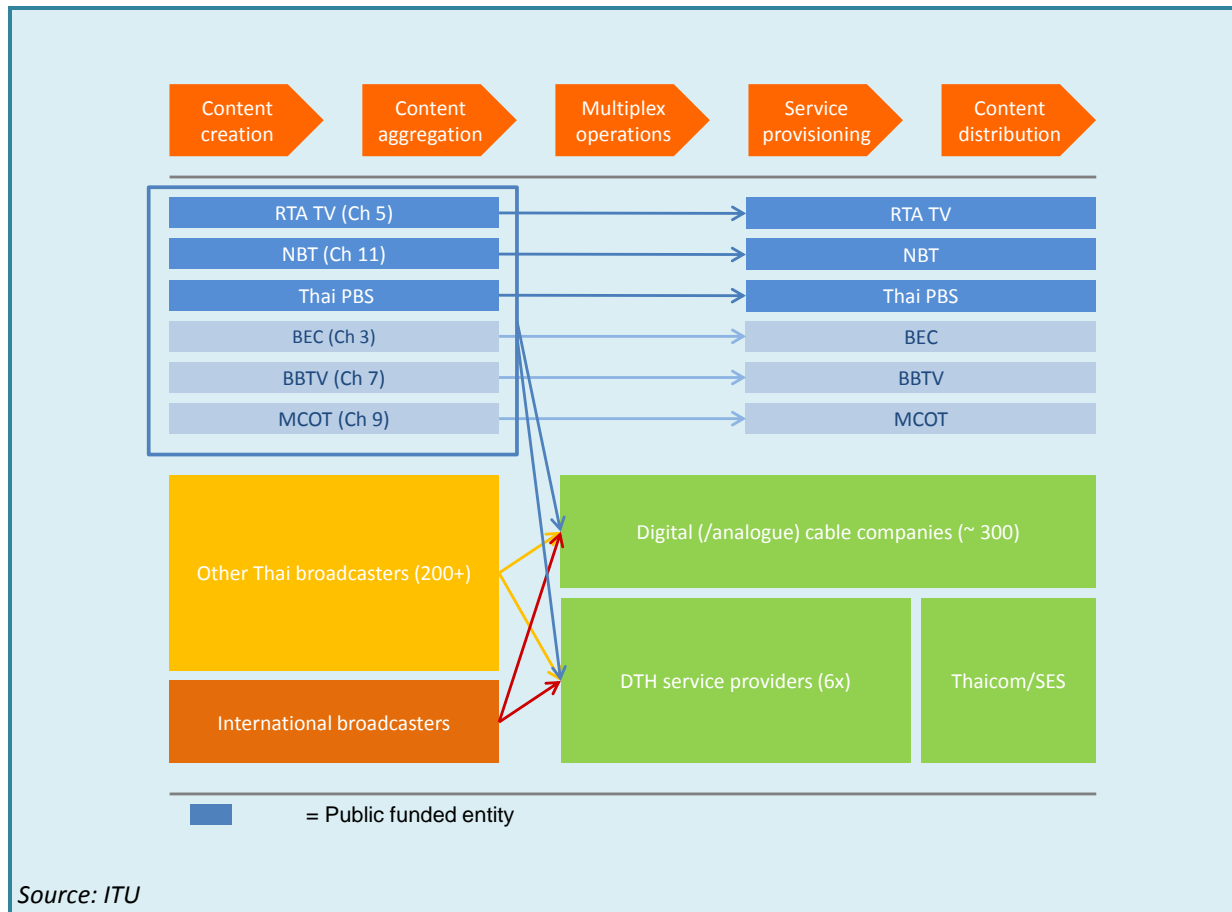 Content
creation
Content
aggregation
Multiplex
operations
Service
provisioning
Content
distribution
RTA TV (Ch 5)
RTA TV
NBT (Ch 11)
NBT
Thai PBS
Thai PBS
BEC (Ch 3)
BEC
BBTV (Ch 7)
BBTV
MCOT (Ch 9)
MCOT
Other Thai broadcasters (200+)
Digital (/analogue) cable companies (~ 300)
International broadcasters
DTH service providers (6x)
Thaicom/SES
= Public funded entity
Source: ITU